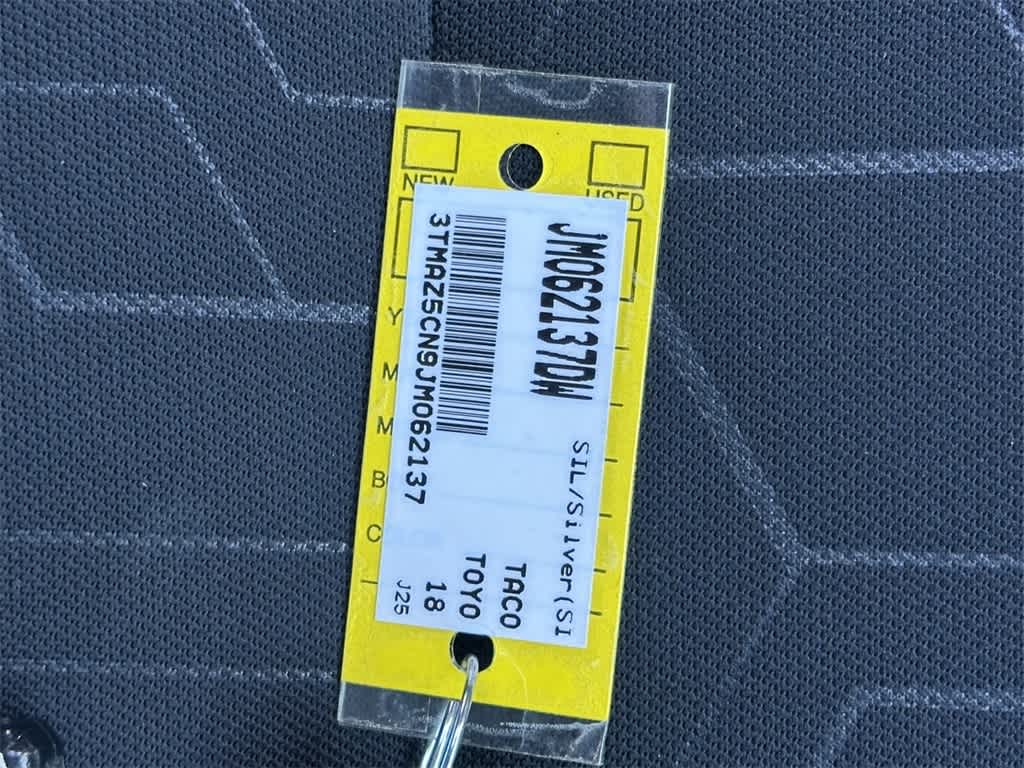 NEW
USED
JM062137DW
3TMAZ5CN9JM062137
SIL/Silver(SI
TACO
TOYO
18
J25
Y
M
M
B
C